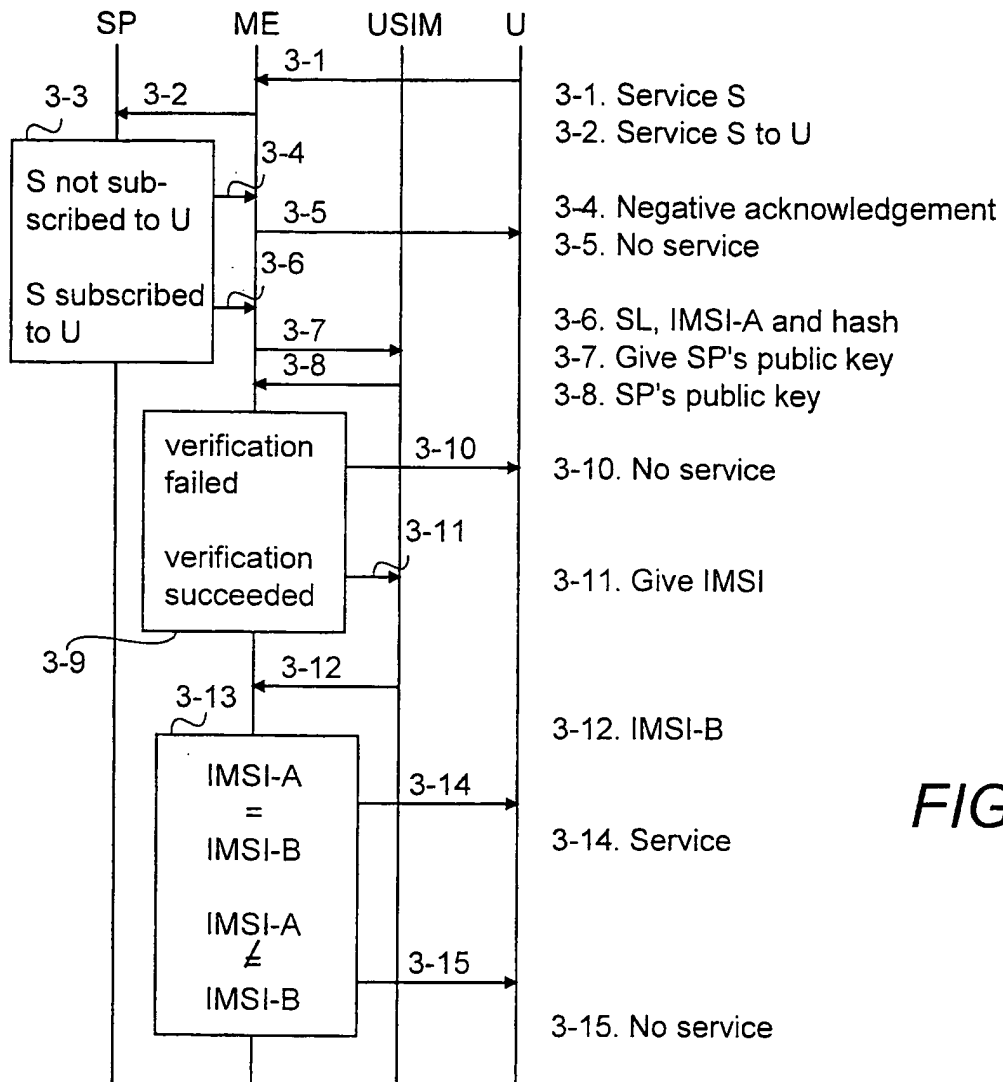 SP ME USIM U
3-1
3-3 3-2
3-1. Service S
3-2. Service S to U
S not sub-
scribed to U
3-4
3-5
3-4. Negative acknowledgement
3-5. No service
3-6
S subscribed
to U
3-7
3-8
3-6. SL, IMSI-A and hash
3-7. Give SP's public key
3-8. SP's public key
verification
failed
3-10
3-10. No service
3-11
verification
succeeded
3-11. Give IMSI
3-9
3-12
3-13
3-12. IMSI-B
IMSI-A
=
IMSI-B
3-14
3-14. Service
FIG
IMSI-A
≠
IMSI-B
3-15
3-15. No service